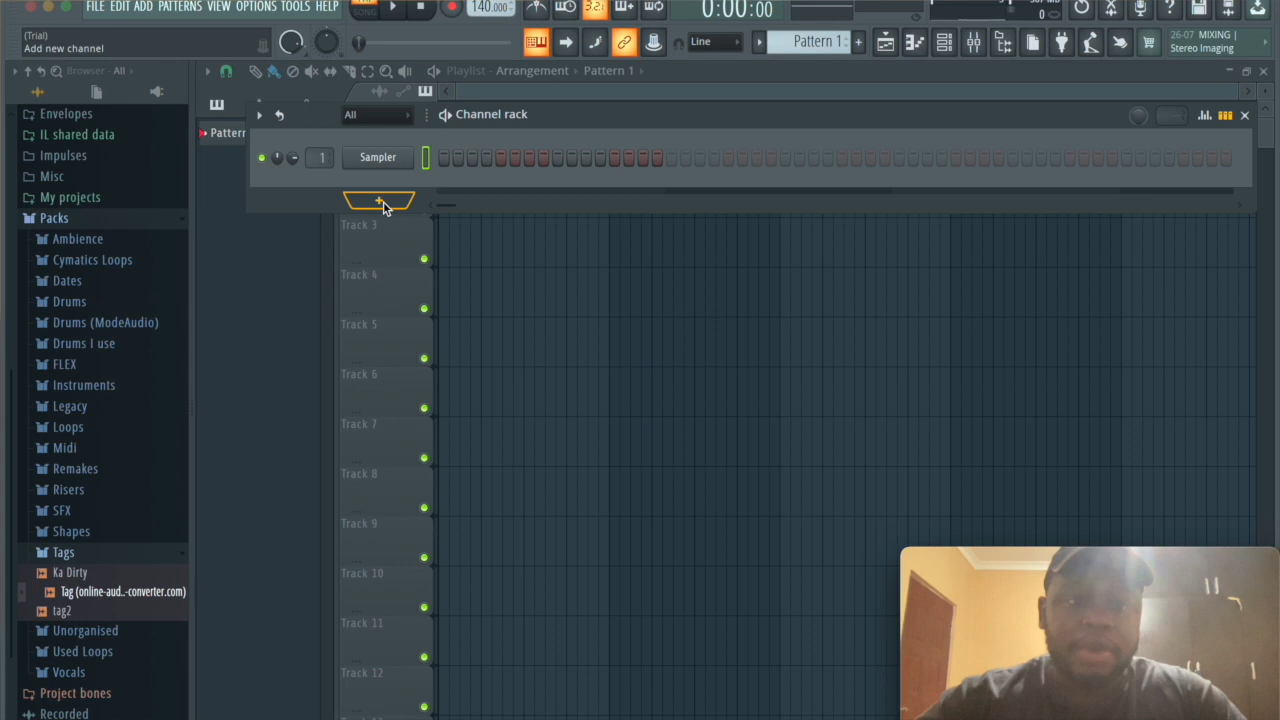 FILE EDIT ADD PATTERNS VIEW OPTIONS TOOLS HELP
SONG
140.000
3.2.
0:00:00
0
(Trial)
Add new channel
Line
Pattern 1
26-07 MIXING |
Stereo Imaging
Browser - All
Playlist - Arrangement
Pattern 1
All
Channel rack
Pattern
1
Sampler
+
Envelopes
IL shared data
Impulses
Misc
My projects
Packs
Ambience
Cymatics Loops
Dates
Drums
Drums (ModeAudio)
Drums I use
FLEX
Instruments
Legacy
Loops
Midi
Remakes
Risers
SFX
Shapes
Tags
Ka Dirty
Tag (online-aud..-converter.com)
tag2
Unorganised
Used Loops
Vocals
Project bones
Recorded
Track 3
Track 4
Track 5
Track 6
Track 7
Track 8
Track 9
Track 10
Track 11
Track 12